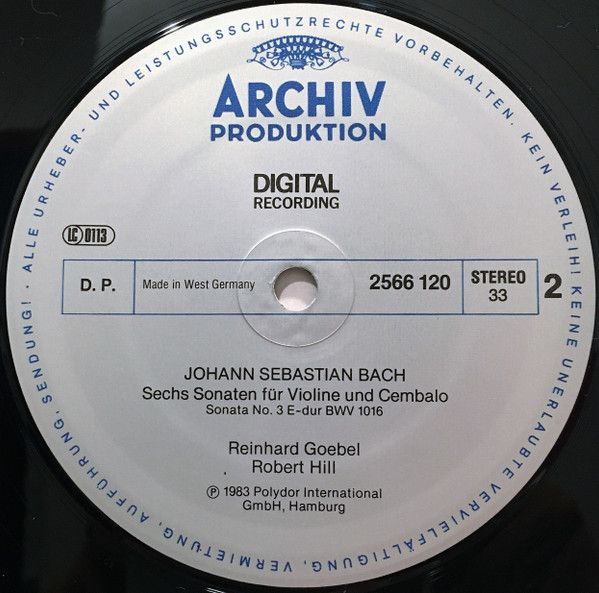 ALLE URHEBER- UND LEISTUNGSSCHUTZRECHTE VORBEHALTEN. KEIN VERLEIH! KEINE UNERLAUBTE VERVIELFÄLTIGUNG, VERMIETUNG, AUFFÜHRUNG, SENDUNG! ·
ARCHIV
PRODUKTION
DIGITAL
RECORDING
LC 0113
D. P.
Made in West Germany
2566 120
STEREO
33
2
JOHANN SEBASTIAN BACH
Sechs Sonaten für Violine und Cembalo
Sonata No. 3 E-dur BWV 1016
Reinhard Goebel
Robert Hill
Ⓟ 1983 Polydor International
GmbH, Hamburg